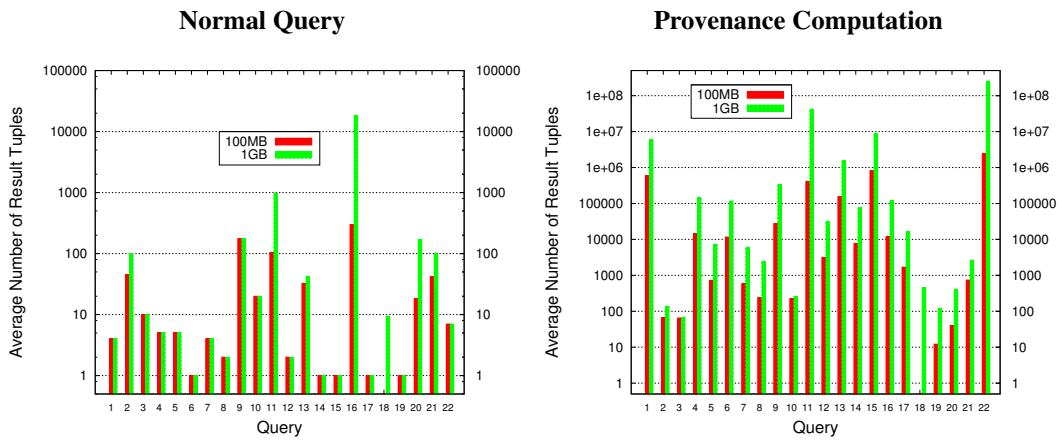 Normal Query
Provenance Computation
Average Number of Result Tuples
100000
10000
1000
100
10
1
100000
10000
1000
100
10
1
100MB
1GB
1 2 3 4 5 6 7 8 9 10 11 12 13 14 15 16 17 18 19 20 21 22
Query
Average Number of Result Tuples
1e+08
1e+07
1e+06
100000
10000
1000
100
10
1
1e+08
1e+07
1e+06
100000
10000
1000
100
10
1
100MB
1GB
1 2 3 4 5 6 7 8 9 10 11 12 13 14 15 16 17 18 19 20 21 22
Query